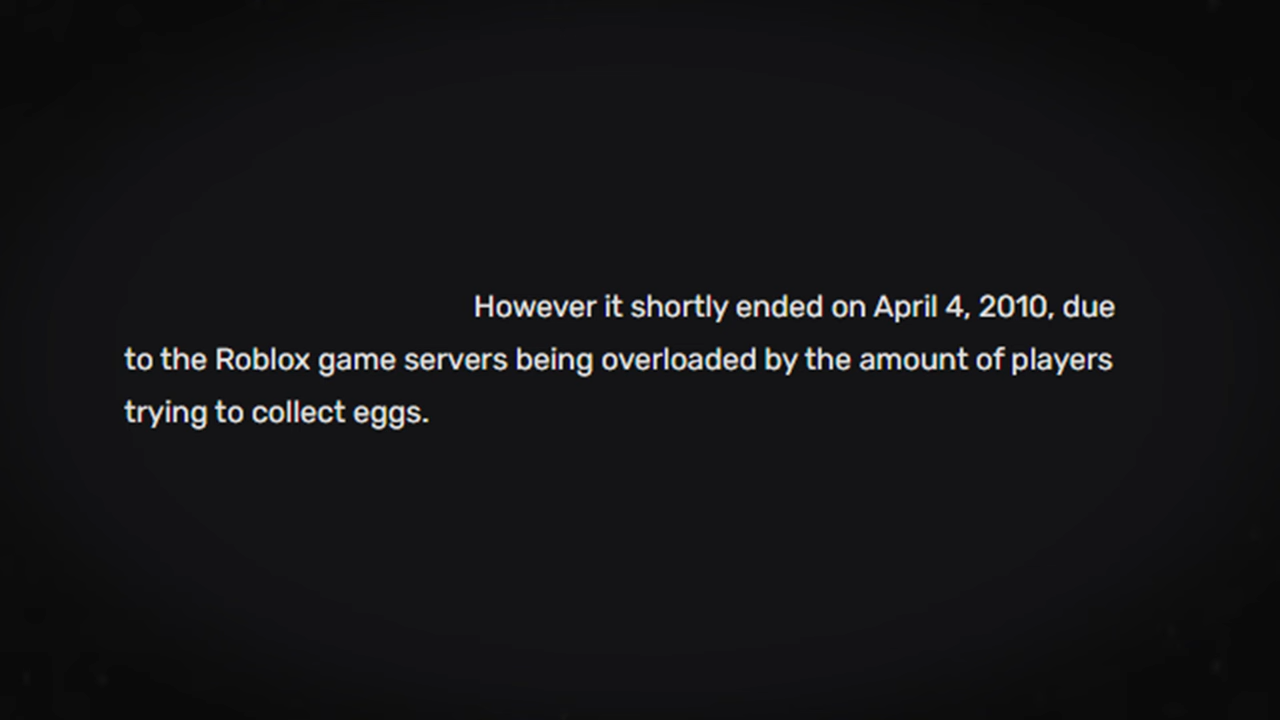 However it shortly ended on April 4, 2010, due
to the Roblox game servers being overloaded by the amount of players
trying to collect eggs.